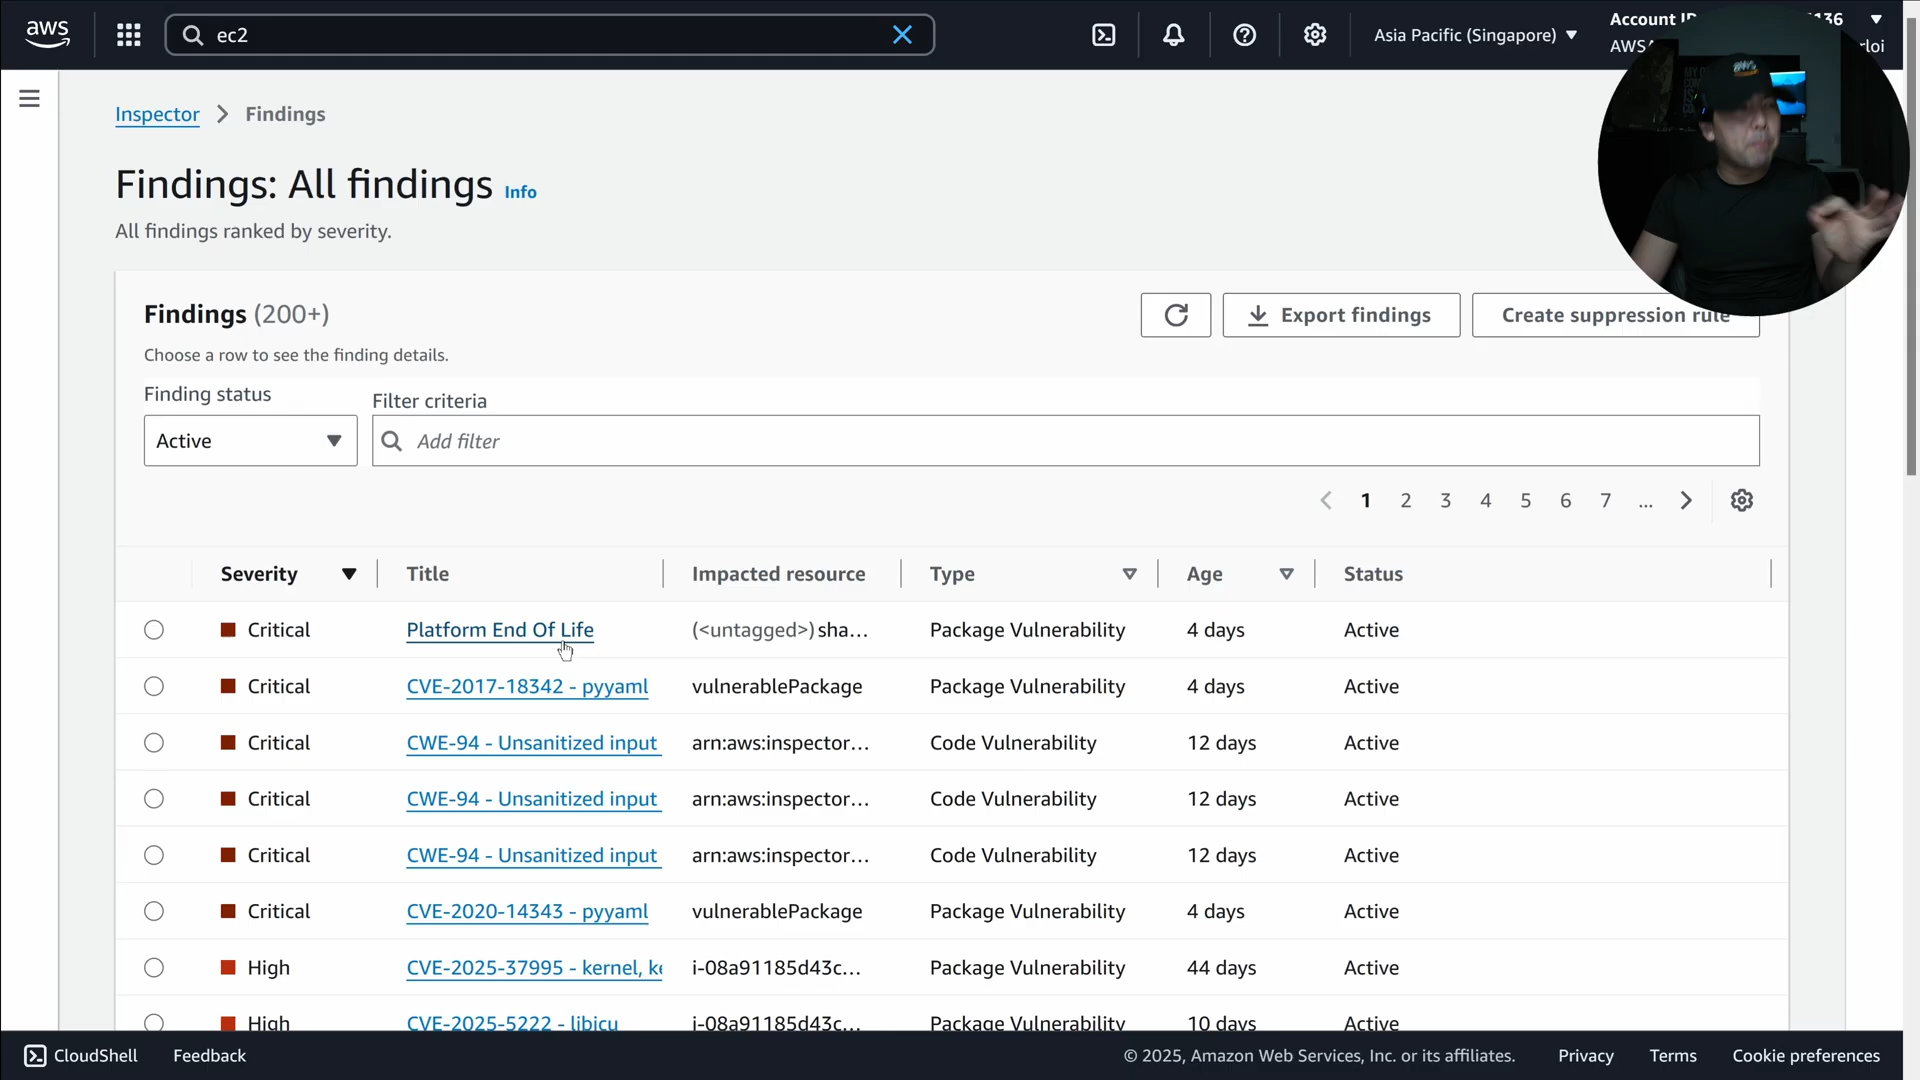 aws
ec2
Asia Pacific (Singapore)
Account ID
136
AWSA
rloi
Inspector
Findings
Findings: All findings Info
All findings ranked by severity.
Findings (200+)
Export findings
Create suppression rule
Choose a row to see the finding details.
Finding status
Filter criteria
Active
Add filter
1 2 3 4 5 6 7 ...
Severity Title Impacted resource Type Age Status
Critical Platform End Of Life (<untagged>) sha... Package Vulnerability 4 days Active
Critical CVE-2017-18342 - pyyaml vulnerablePackage Package Vulnerability 4 days Active
Critical CWE-94 - Unsanitized input arn:aws:inspector... Code Vulnerability 12 days Active
Critical CWE-94 - Unsanitized input arn:aws:inspector... Code Vulnerability 12 days Active
Critical CWE-94 - Unsanitized input arn:aws:inspector... Code Vulnerability 12 days Active
Critical CVE-2020-14343 - pyyaml vulnerablePackage Package Vulnerability 4 days Active
High CVE-2025-37995 - kernel, ke i-08a91185d43c... Package Vulnerability 44 days Active
High CVE-2025-5222 - libicu i-08a91185d43c... Package Vulnerability 10 days Active
CloudShell Feedback © 2025, Amazon Web Services, Inc. or its affiliates. Privacy Terms Cookie preferences